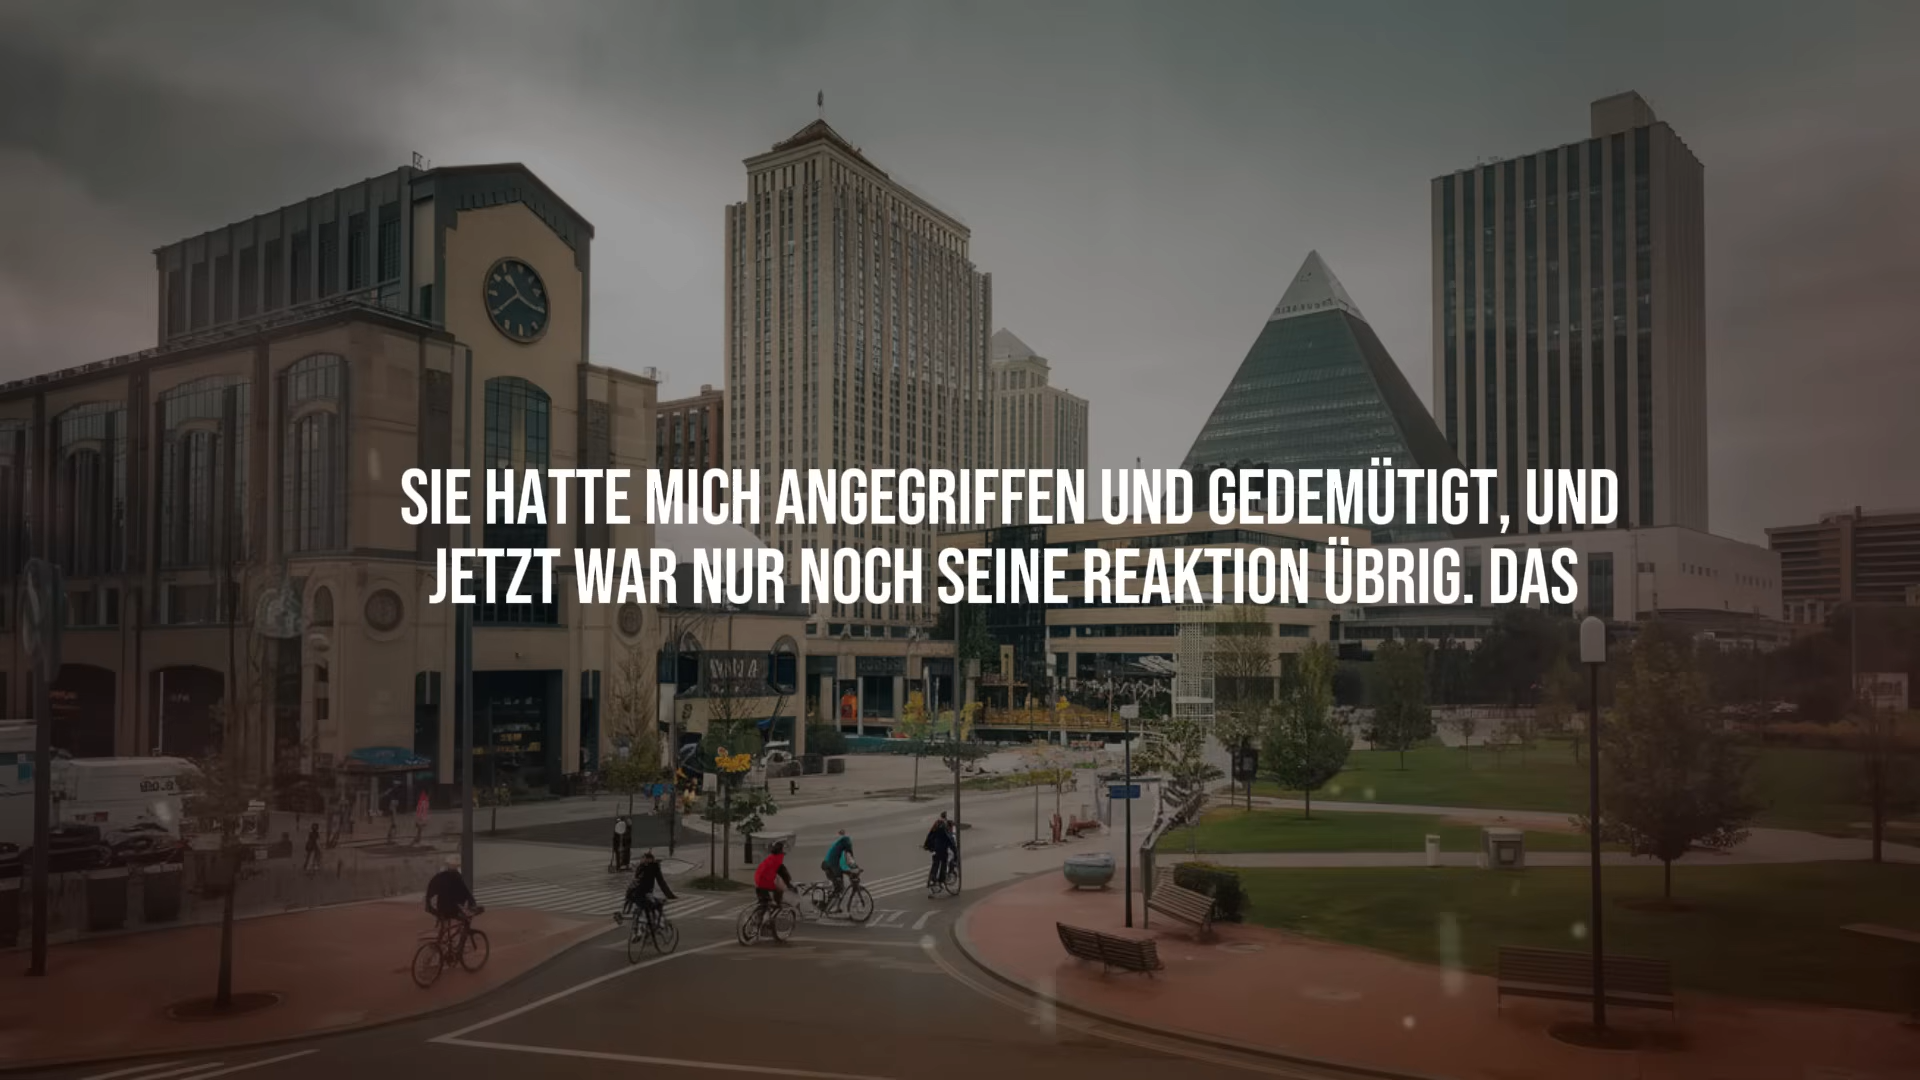 SIE HATTE MICH ANGEGRIFFEN UND GEDEMÜTIGT, UND
JETZT WAR NUR NOCH SEINE REAKTION ÜBRIG. DAS